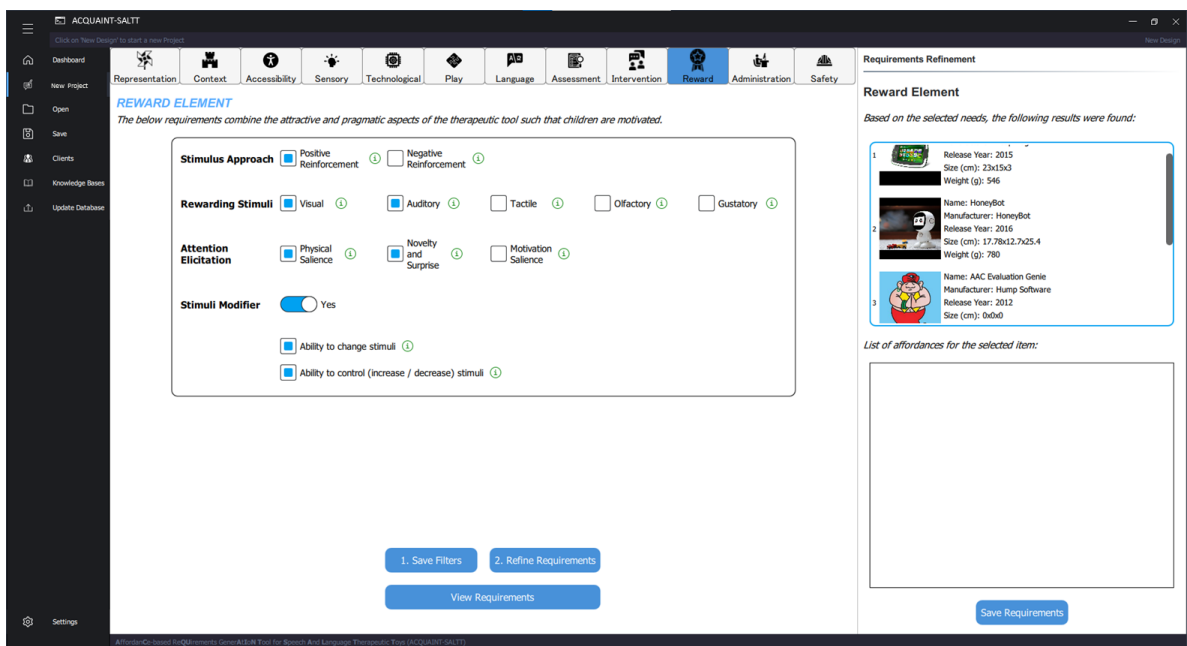 ACQUAINT-SALTT
Click on 'New Design' to start a new Project
New Design
Dashboard
New Project
Open
Save
Clients
Knowledge Bases
Update Database
Settings
Representation
Context
Accessibility
Sensory
Technological
Play
Language
Assessment
Intervention
Reward
Administration
Safety
REWARD ELEMENT
The below requirements combine the attractive and pragmatic aspects of the therapeutic tool such that children are motivated.
Stimulus Approach
Positive
Reinforcement
Negative
Reinforcement
Rewarding Stimuli
Visual
Auditory
Tactile
Olfactory
Gustatory
Attention
Elicitation
Physical
Salience
Novelty
and
Surprise
Motivation
Salience
Stimuli Modifier
Yes
Ability to change stimuli
Ability to control (increase / decrease) stimuli
1. Save Filters
2. Refine Requirements
View Requirements
Requirements Refinement
Reward Element
Based on the selected needs, the following results were found:
1
Release Year: 2015
Size (cm): 23x15x3
Weight (g): 546
2
Name: HoneyBot
Manufacturer: HoneyBot
Release Year: 2016
Size (cm): 17.78x12.7x25.4
Weight (g): 780
3
Name: AAC Evaluation Genie
Manufacturer: Hump Software
Release Year: 2012
Size (cm): 0x0x0
List of affordances for the selected item:
Save Requirements
AffordanCe-based ReQUirements GenerAtIoN Tool for Speech And Language Therapeutic Toys (ACQUAINT-SALTT)